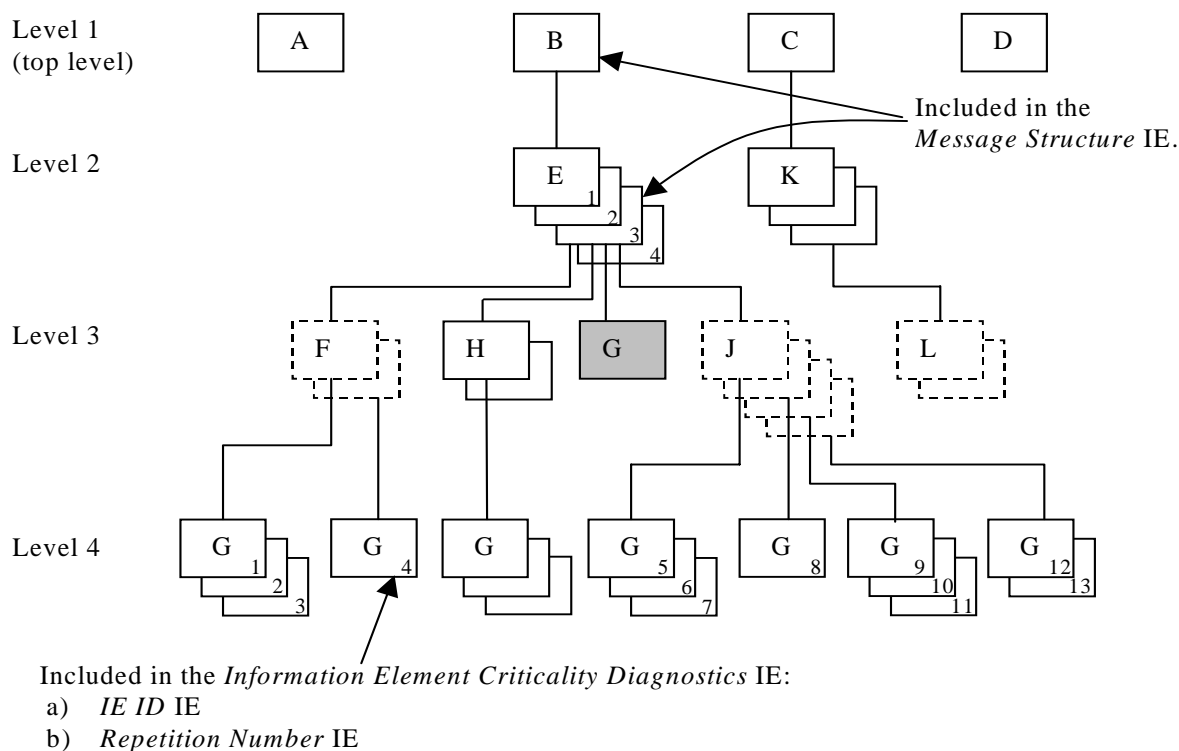 Level 1
(top level)
A
B
C
D
Included in the
Message Structure IE.
Level 2
E
1
2
3
4
K
Level 3
F
H
G
J
L
Level 4
G
1
2
3
G
4
G
G
5
6
7
G
8
G
9
10
11
G
12
13
Included in the Information Element Criticality Diagnostics IE:
a) IE ID IE
b) Repetition Number IE